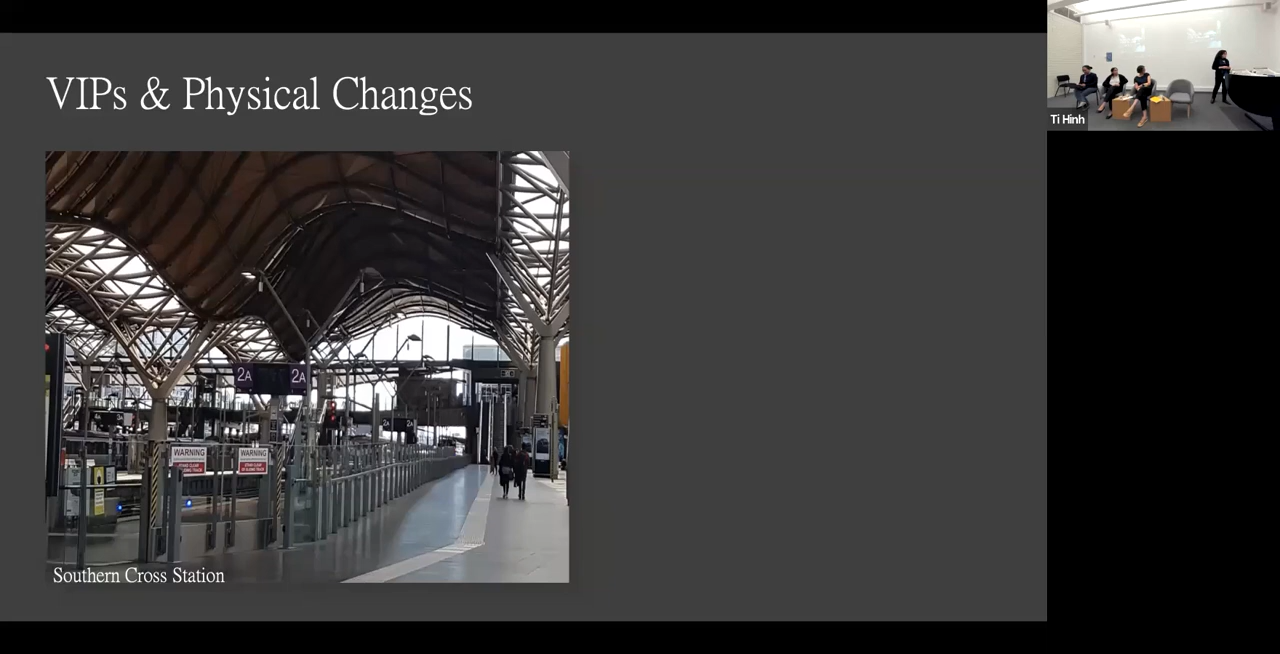 VIPs & Physical Changes
Ti Hinh
2A
2A
WARNING
WARNING
Southern Cross Station